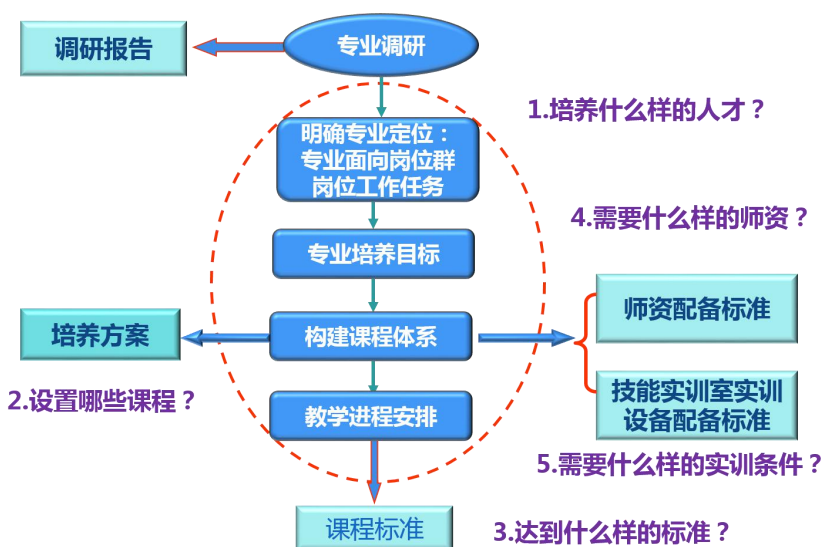 专业调研
调研报告
1.培养什么样的人才？
明确专业定位：
专业面向岗位群
岗位工作任务
4.需要什么样的师资？
专业培养目标
师资配备标准
培养方案
构建课程体系
2.设置哪些课程？
技能实训室实训
设备配备标准
教学进程安排
5.需要什么样的实训条件？
课程标准
3.达到什么样的标准？